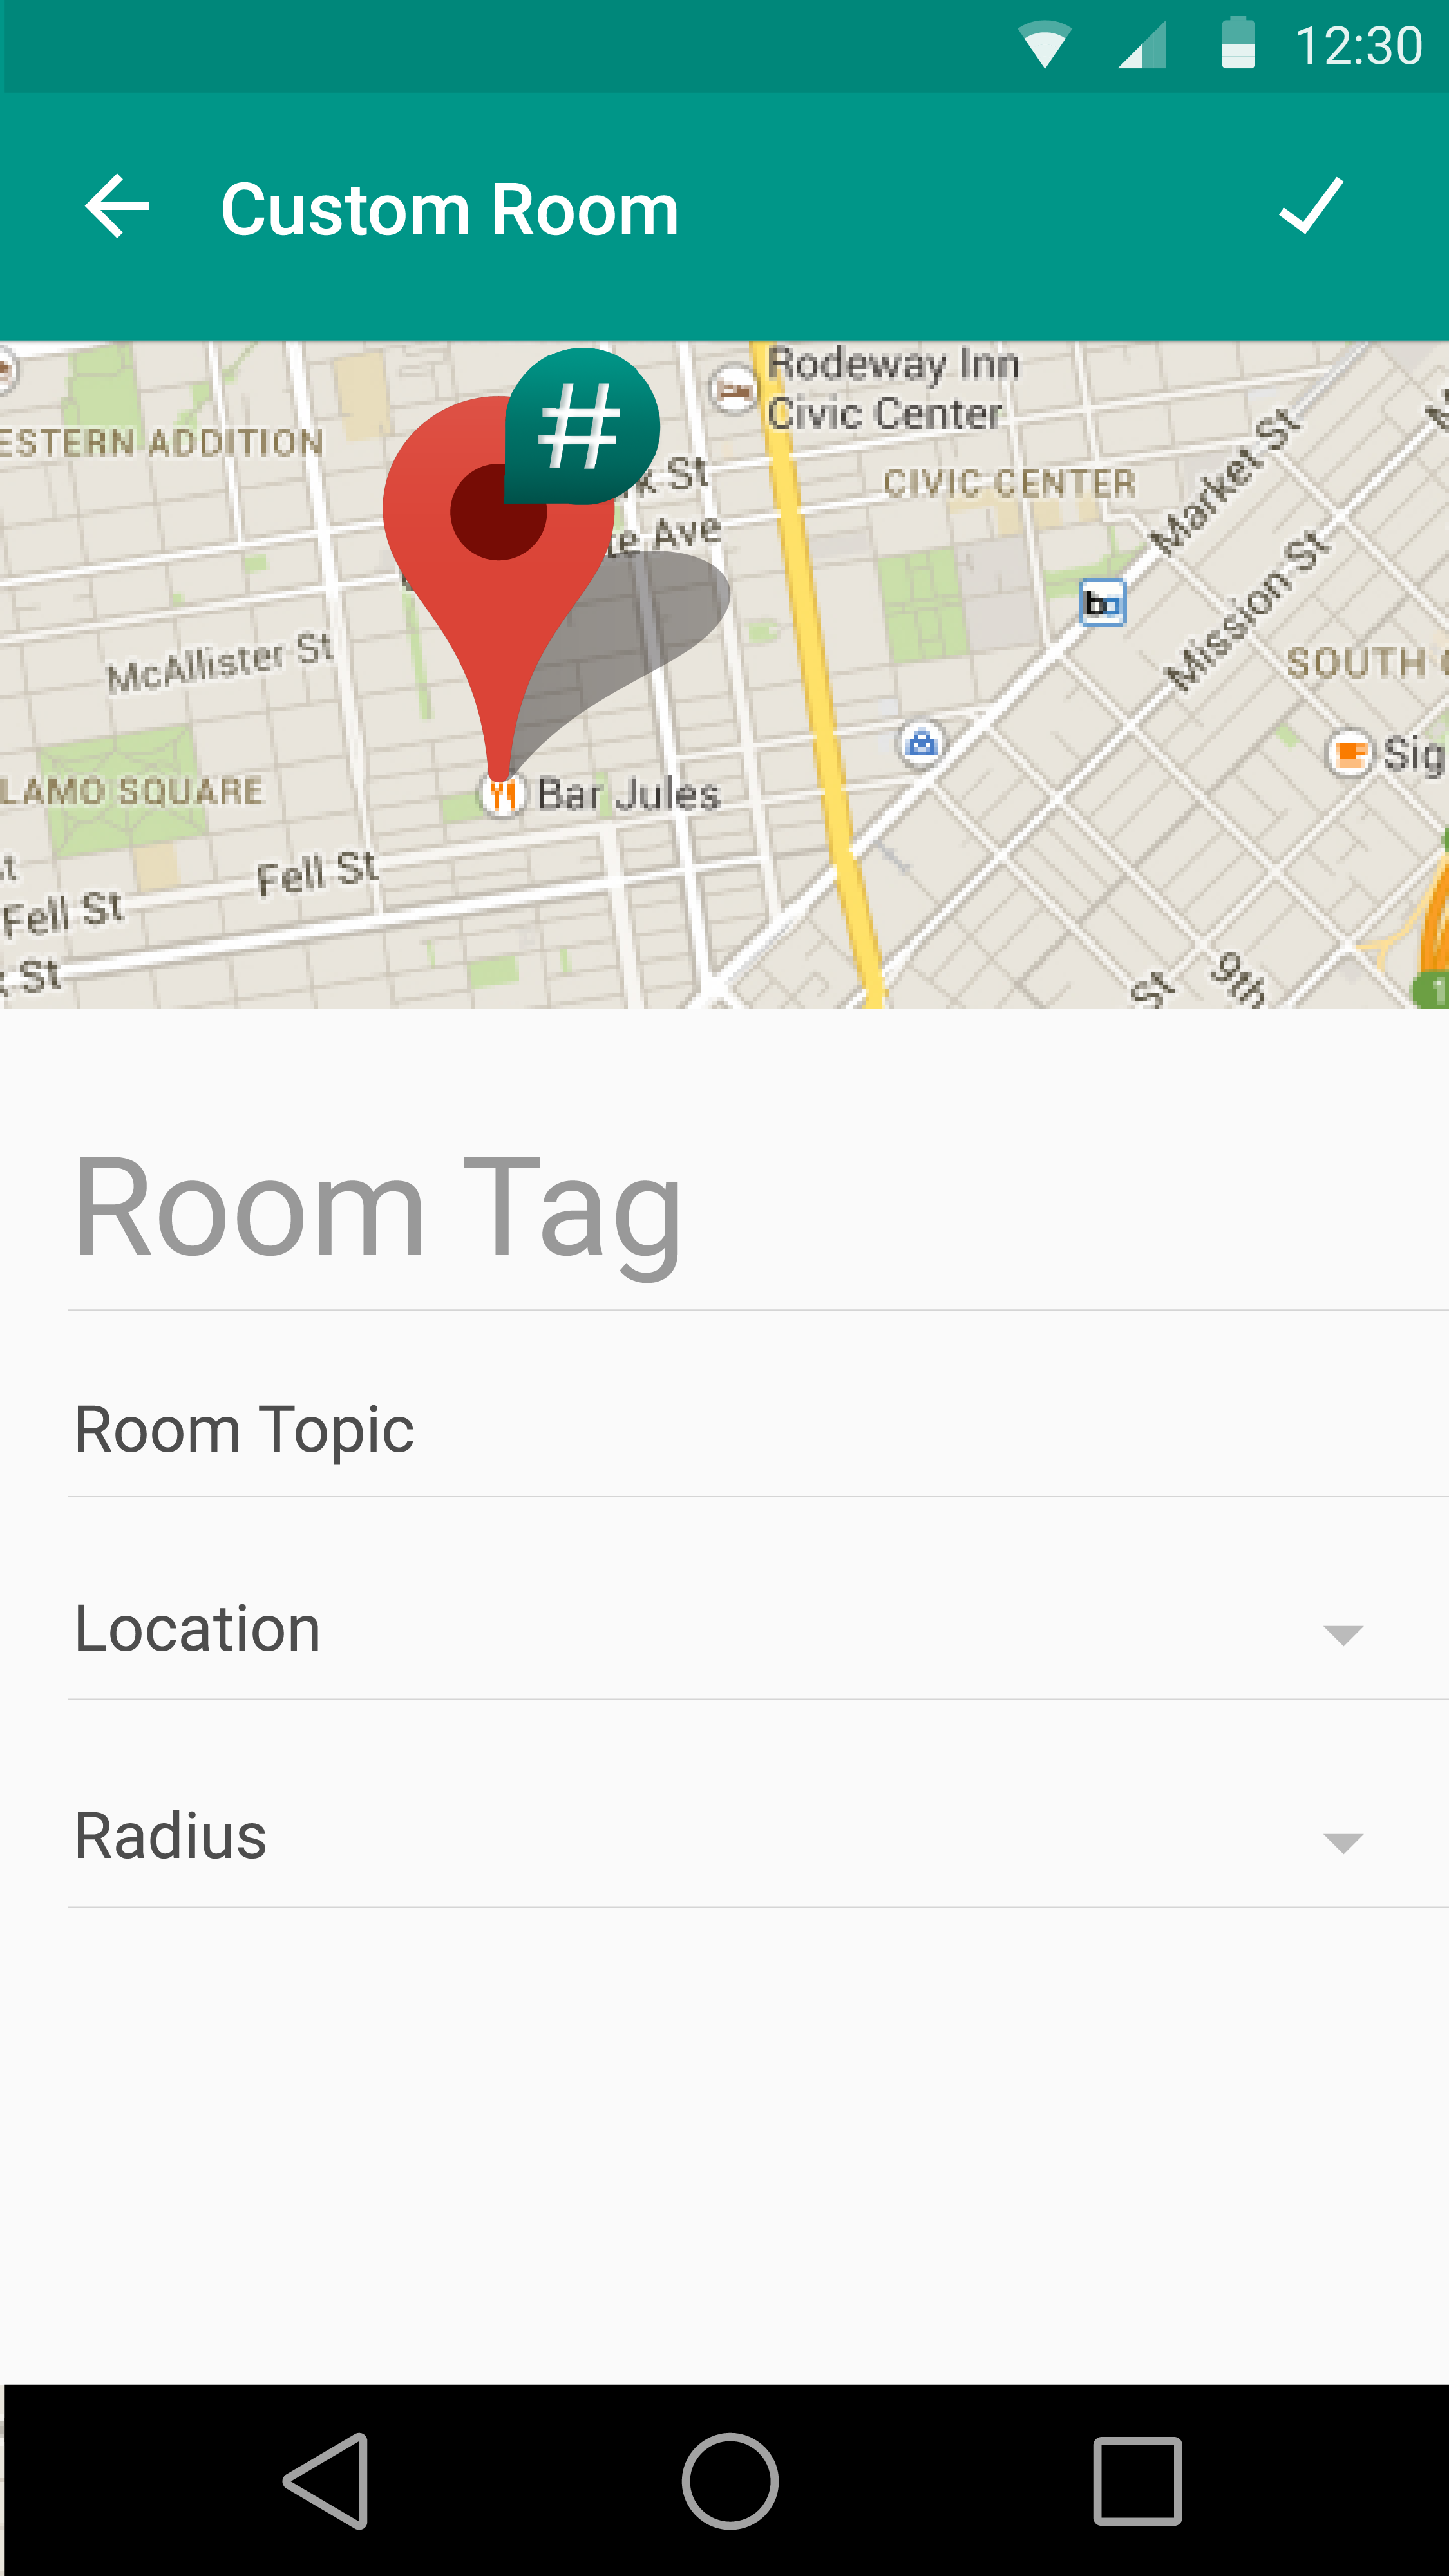 12:30
Custom Room
#
Rodeway Inn
Civic Center
ESTERN ADDITION
k St
CIVIC CENTER
Market St
te Ave
Mission St
McAllister St
SOUTH
LAMO SQUARE
Bar Jules
Sig
Fell St
Fell St
St
St
9th
1
Room Tag
Room Topic
Location
Radius